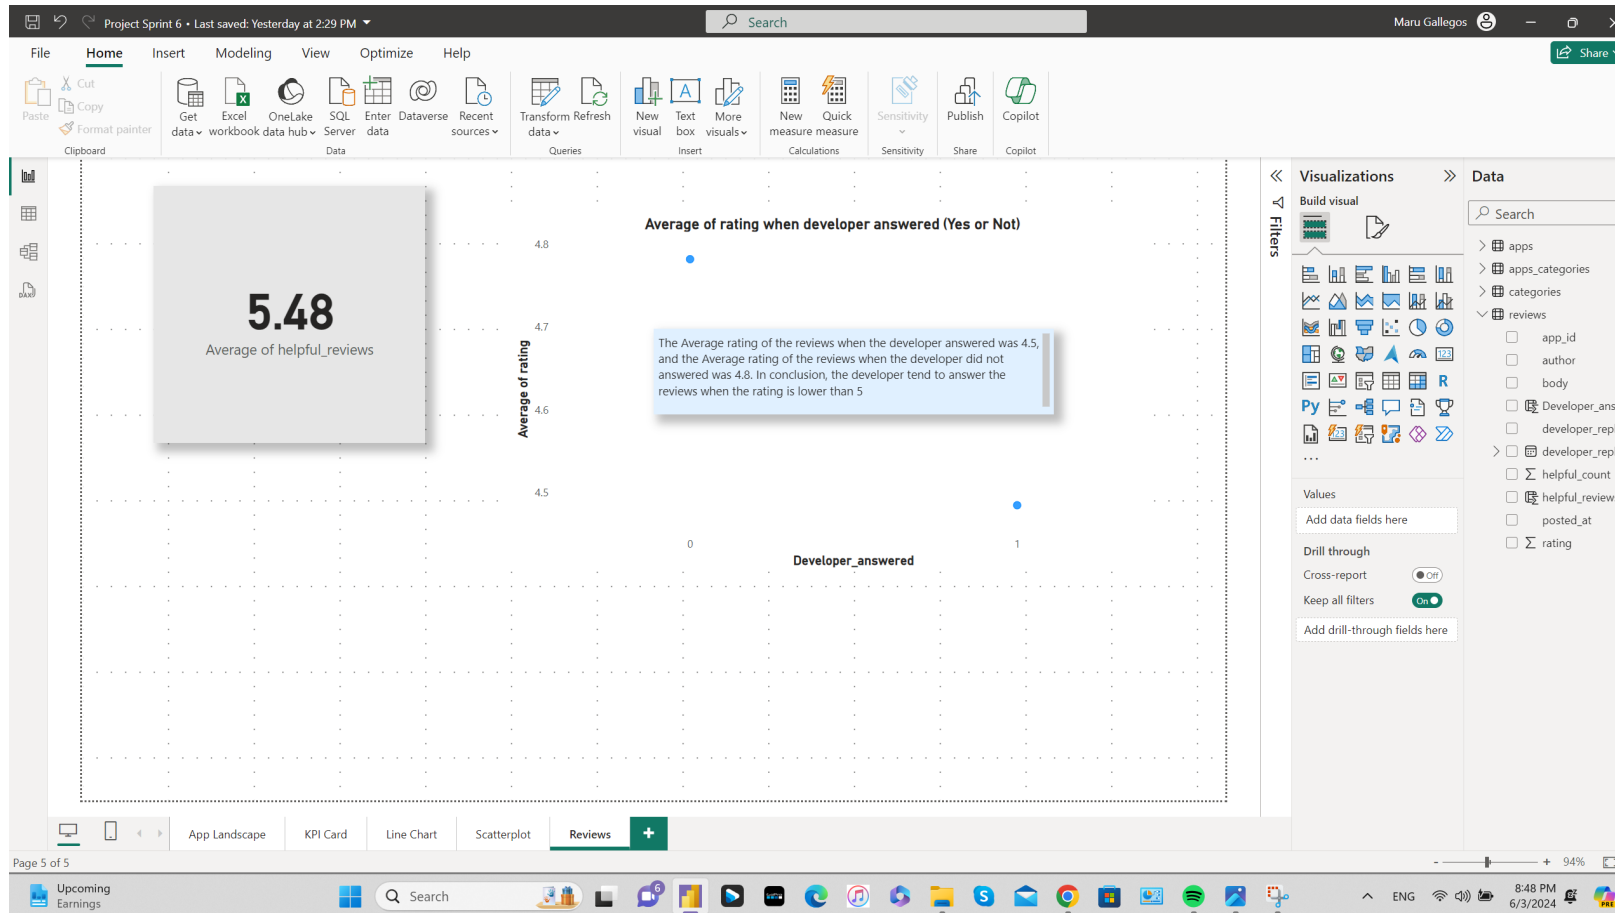 Project Sprint 6 • Last saved: Yesterday at 2:29 PM
Search
Maru Gallegos
File Home Insert Modeling View Optimize Help
Share
Paste
Cut
Copy
Format painter
Clipboard
Get data
Excel workbook
OneLake data hub
SQL Server
Enter data
Dataverse
Recent sources
Data
Transform data
Refresh
Queries
New visual
Text box
More visuals
Insert
New measure
Quick measure
Calculations
Sensitivity
Sensitivity
Publish
Share
Copilot
Copilot
5.48
Average of helpful_reviews
Average of rating when developer answered (Yes or Not)
4.8
4.7
4.6
4.5
Average of rating
The Average rating of the reviews when the developer answered was 4.5,
and the Average rating of the reviews when the developer did not
answered was 4.8. In conclusion, the developer tend to answer the
reviews when the rating is lower than 5
0 1
Developer_answered
Filters
Visualizations
Build visual
123
R
Py
123
...
Values
Add data fields here
Drill through
Cross-report
Off
Keep all filters
On
Add drill-through fields here
Data
Search
apps
apps_categories
categories
reviews
app_id
author
body
Developer_ans
developer_rep
developer_rep
helpful_count
helpful_review
posted_at
rating
App Landscape KPI Card Line Chart Scatterplot Reviews +
Page 5 of 5
- + 94%
Upcoming
Earnings
Search
6
ENG
8:48 PM
6/3/2024
PRE